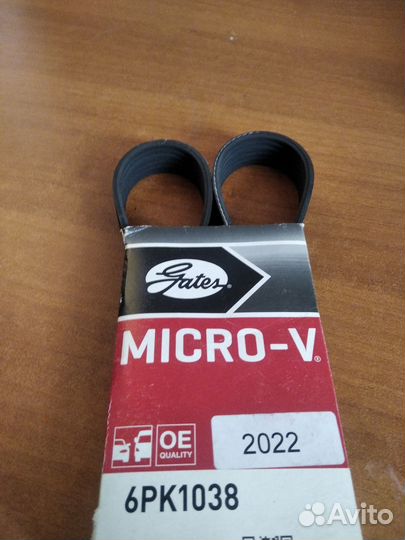 Gates
MICRO-V®
OE
QUALITY
2022
6PK1038
Avito